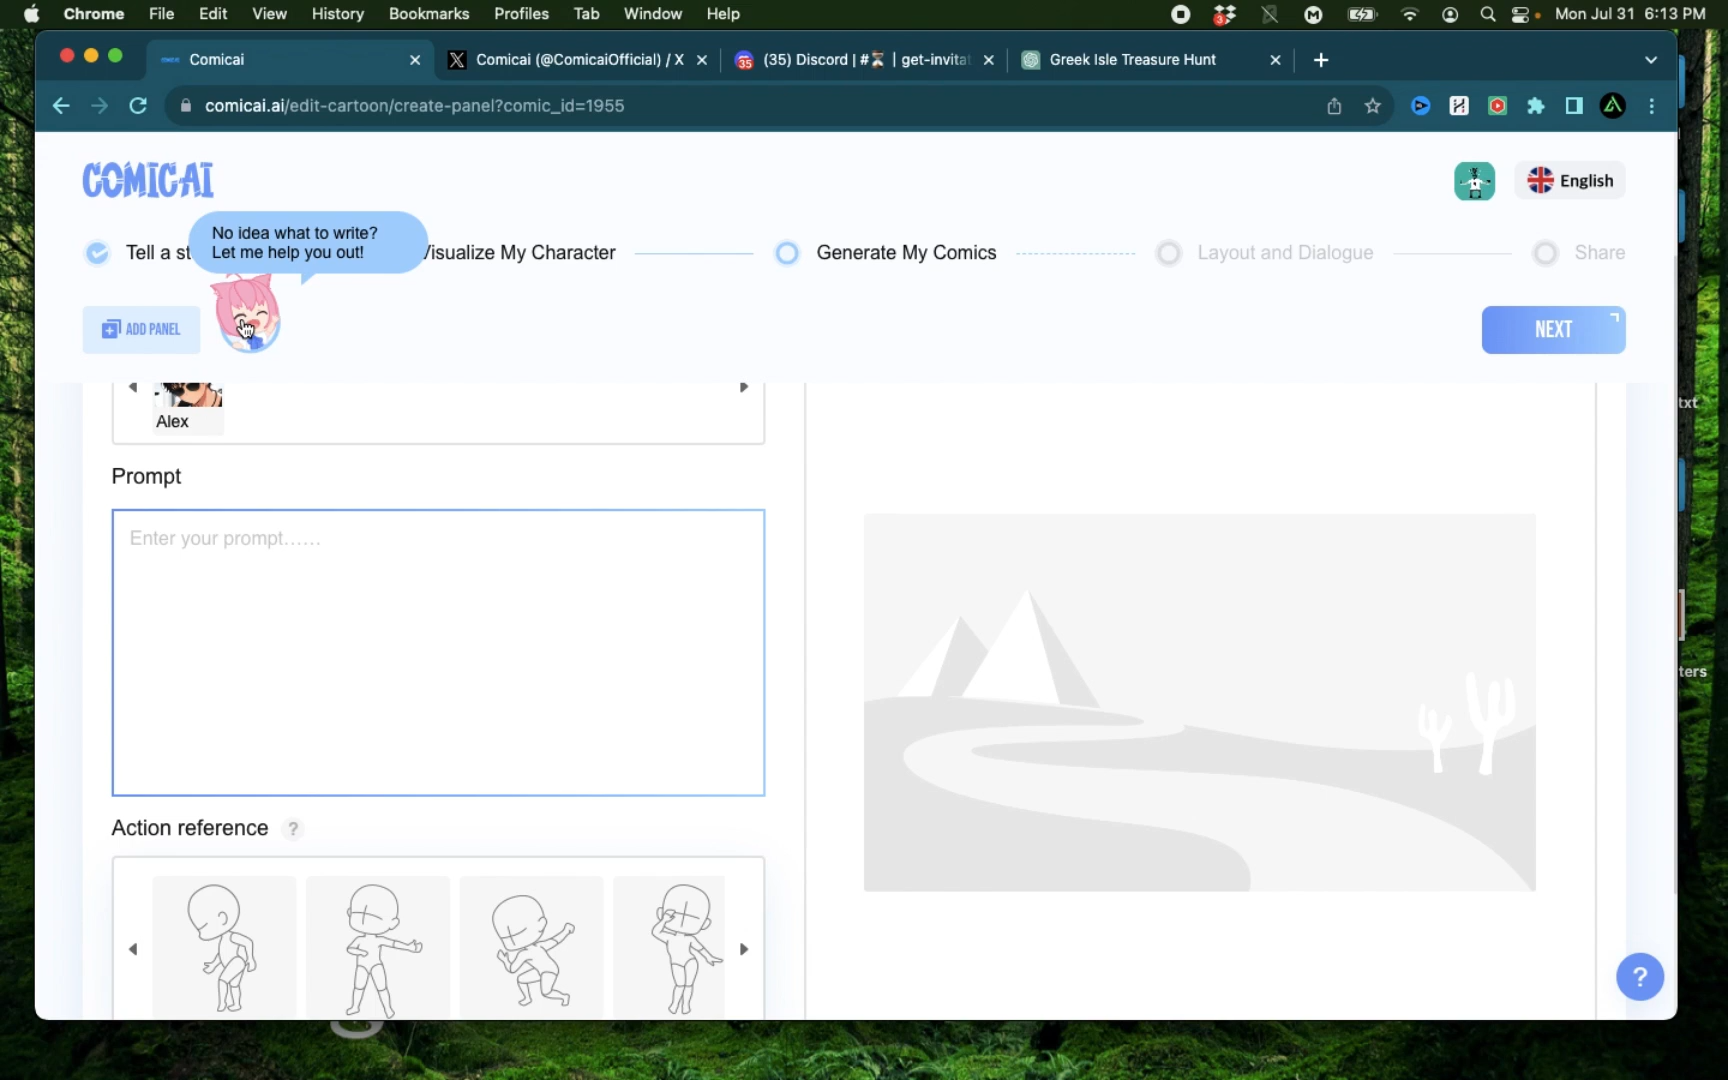 Chrome File Edit View History Bookmarks Profiles Tab Window Help
3 M Mon Jul 31 6:13 PM
Comicai
Comicai (@ComicaiOfficial) / X
35 (35) Discord | #⏳ | get-invita
Greek Isle Treasure Hunt
comicai.ai/edit-cartoon/create-panel?comic_id=1955
COMICAI
English
No idea what to write?
Let me help you out!
Tell a st
Visualize My Character
Generate My Comics
Layout and Dialogue
Share
ADD PANEL
NEXT
Alex
txt
Prompt
Enter your prompt......
ters
Action reference ?
?